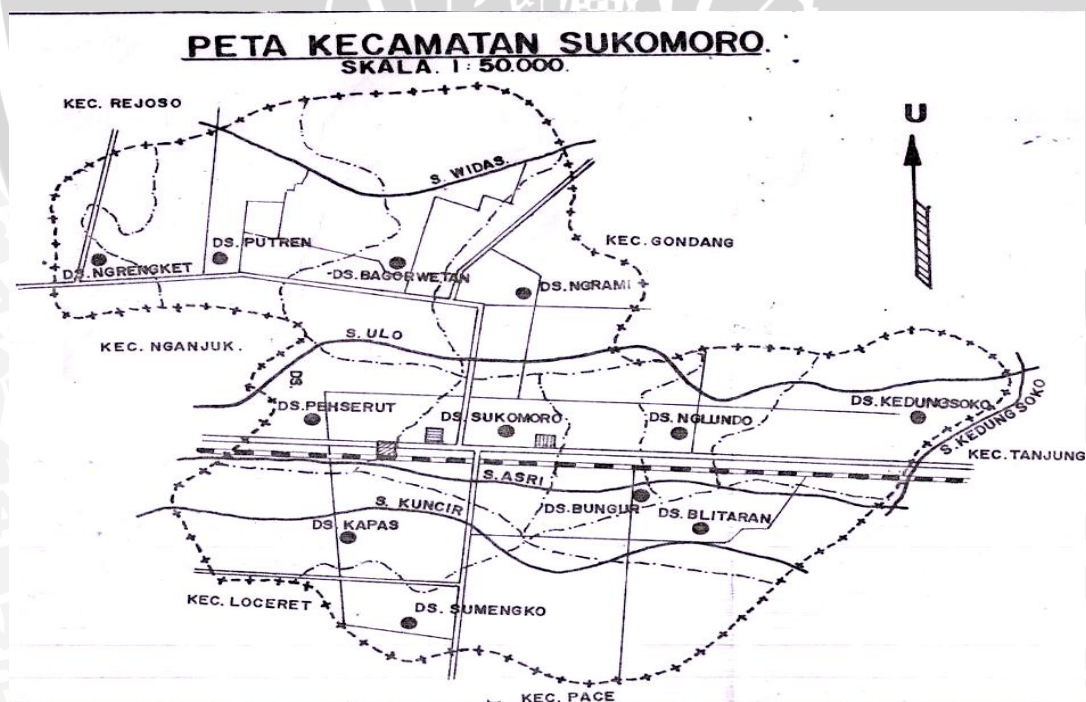 PETA KECAMATAN SUKOMORO.
SKALA. 1: 50.000.
KEC. REJOSO
U
S. WIDAS.
DS. PUTREN
KEC. GONDANG
DS. NGRENGKET
DS. BAGORWETAN
DS. NGRAMI
S. ULO
KEC. NGANJUK.
DS.
DS. PEHSERUT
DS. SUKOMORO
DS. NGLUNDO
DS. KEDUNGSOKO
S. KEDUNG SOKO
KEC. TANJUNG
S. ASRI
S. KUNCIR
DS. BUNGUR
DS. BLITARAN
DS. KAPAS
KEC. LOCERET
DS. SUMENGKO
KEC. PACE